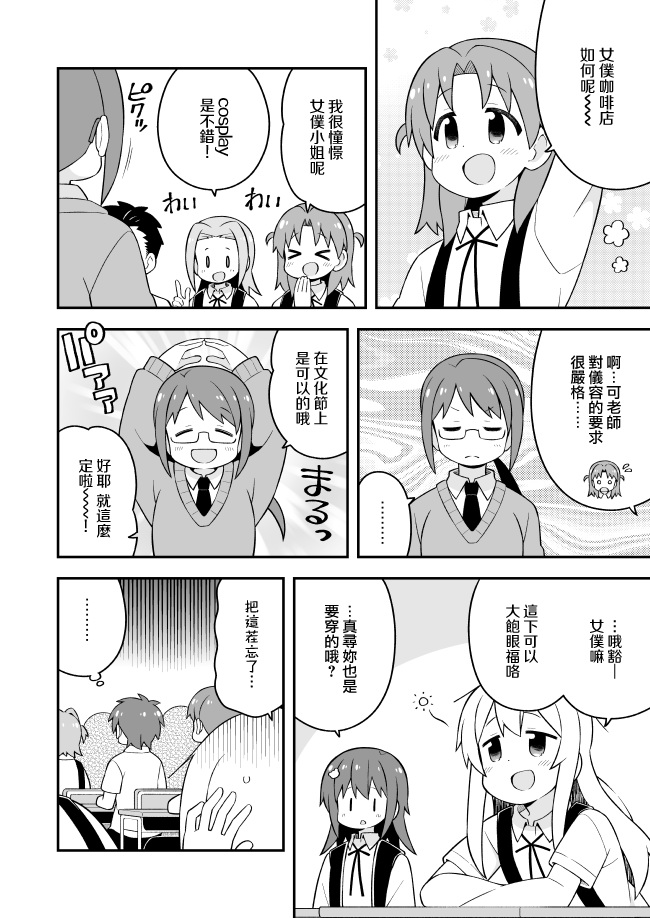 女僕咖啡店
如何呢～～
我很憧憬
女僕小姐呢
cosplay
是不錯！
ピクッ
わい
わい
啊…可老師
對儀容的要求
很嚴格……
………
在文化節上
是可以的哦
まるっ
パアァァ
好耶 就這麼
定啦～～！
…哦豁—
女僕嘛
這下可以
大飽眼福咯
…真尋妳也是
要穿的哦？
把這茬忘了…
………